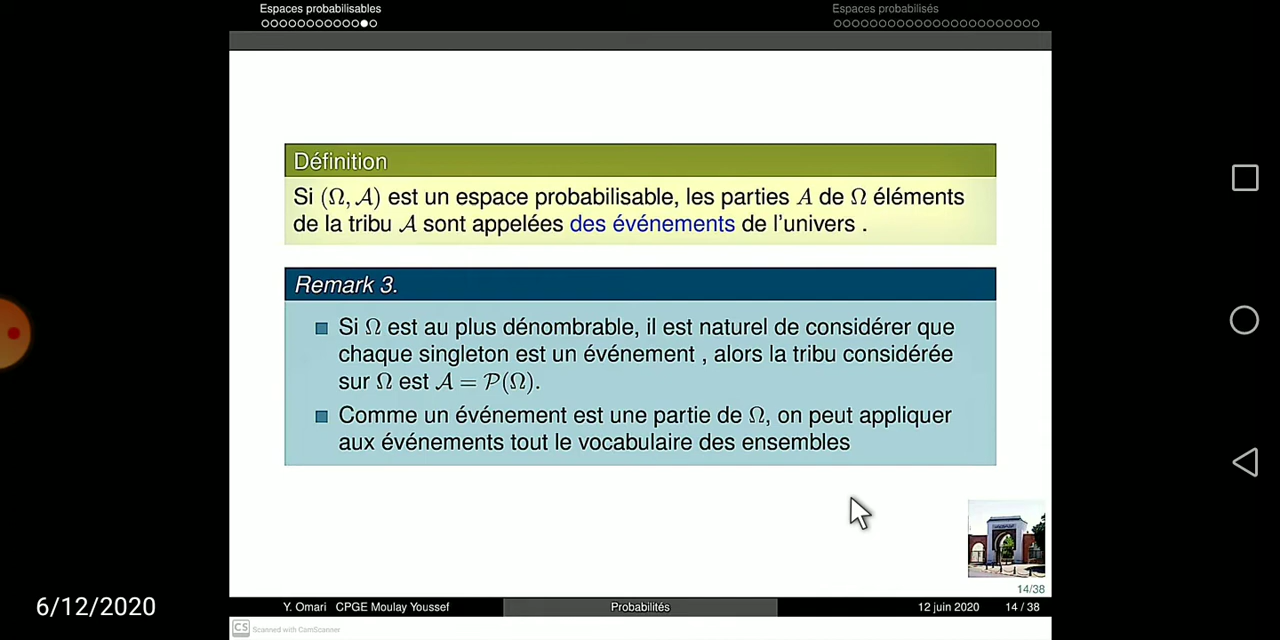 Espaces probabilisables
Espaces probabilisés
Définition
Si (Ω, 𝒜) est un espace probabilisable, les parties A de Ω éléments
de la tribu 𝒜 sont appelées des événements de l'univers .
Remark 3.
Si Ω est au plus dénombrable, il est naturel de considérer que
chaque singleton est un événement , alors la tribu considérée
sur Ω est 𝒜 = 𝒫(Ω).
Comme un événement est une partie de Ω, on peut appliquer
aux événements tout le vocabulaire des ensembles
14/38
6/12/2020
Y. Omari CPGE Moulay Youssef
Probabilités
12 juin 2020 14 / 38
CS Scanned with CamScanner